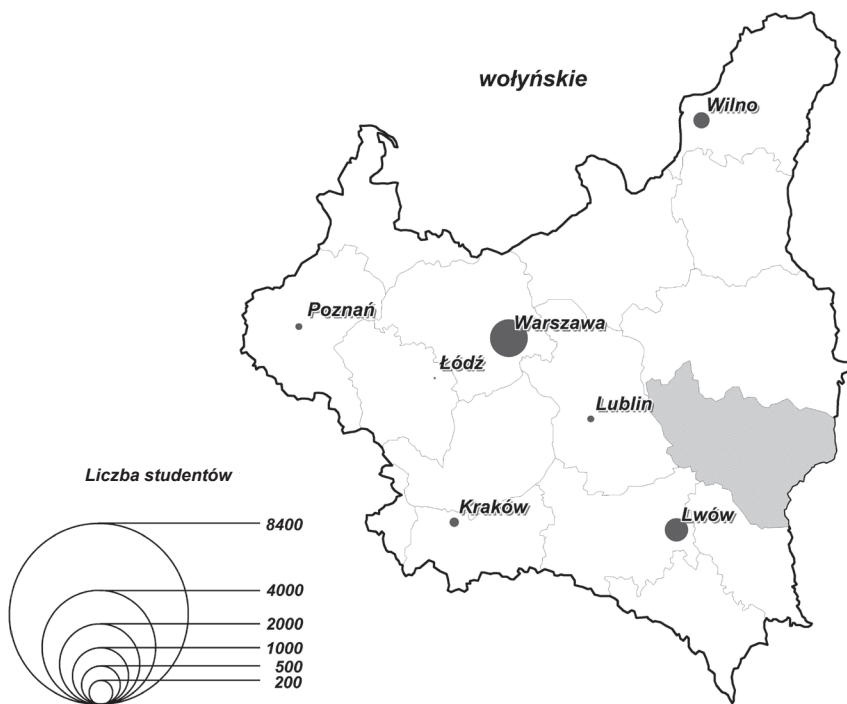 wołyńskie
Wilno
Poznań
Warszawa
Łódź
Lublin
Liczba studentów
Kraków
Lwów
8400
4000
2000
1000
500
200